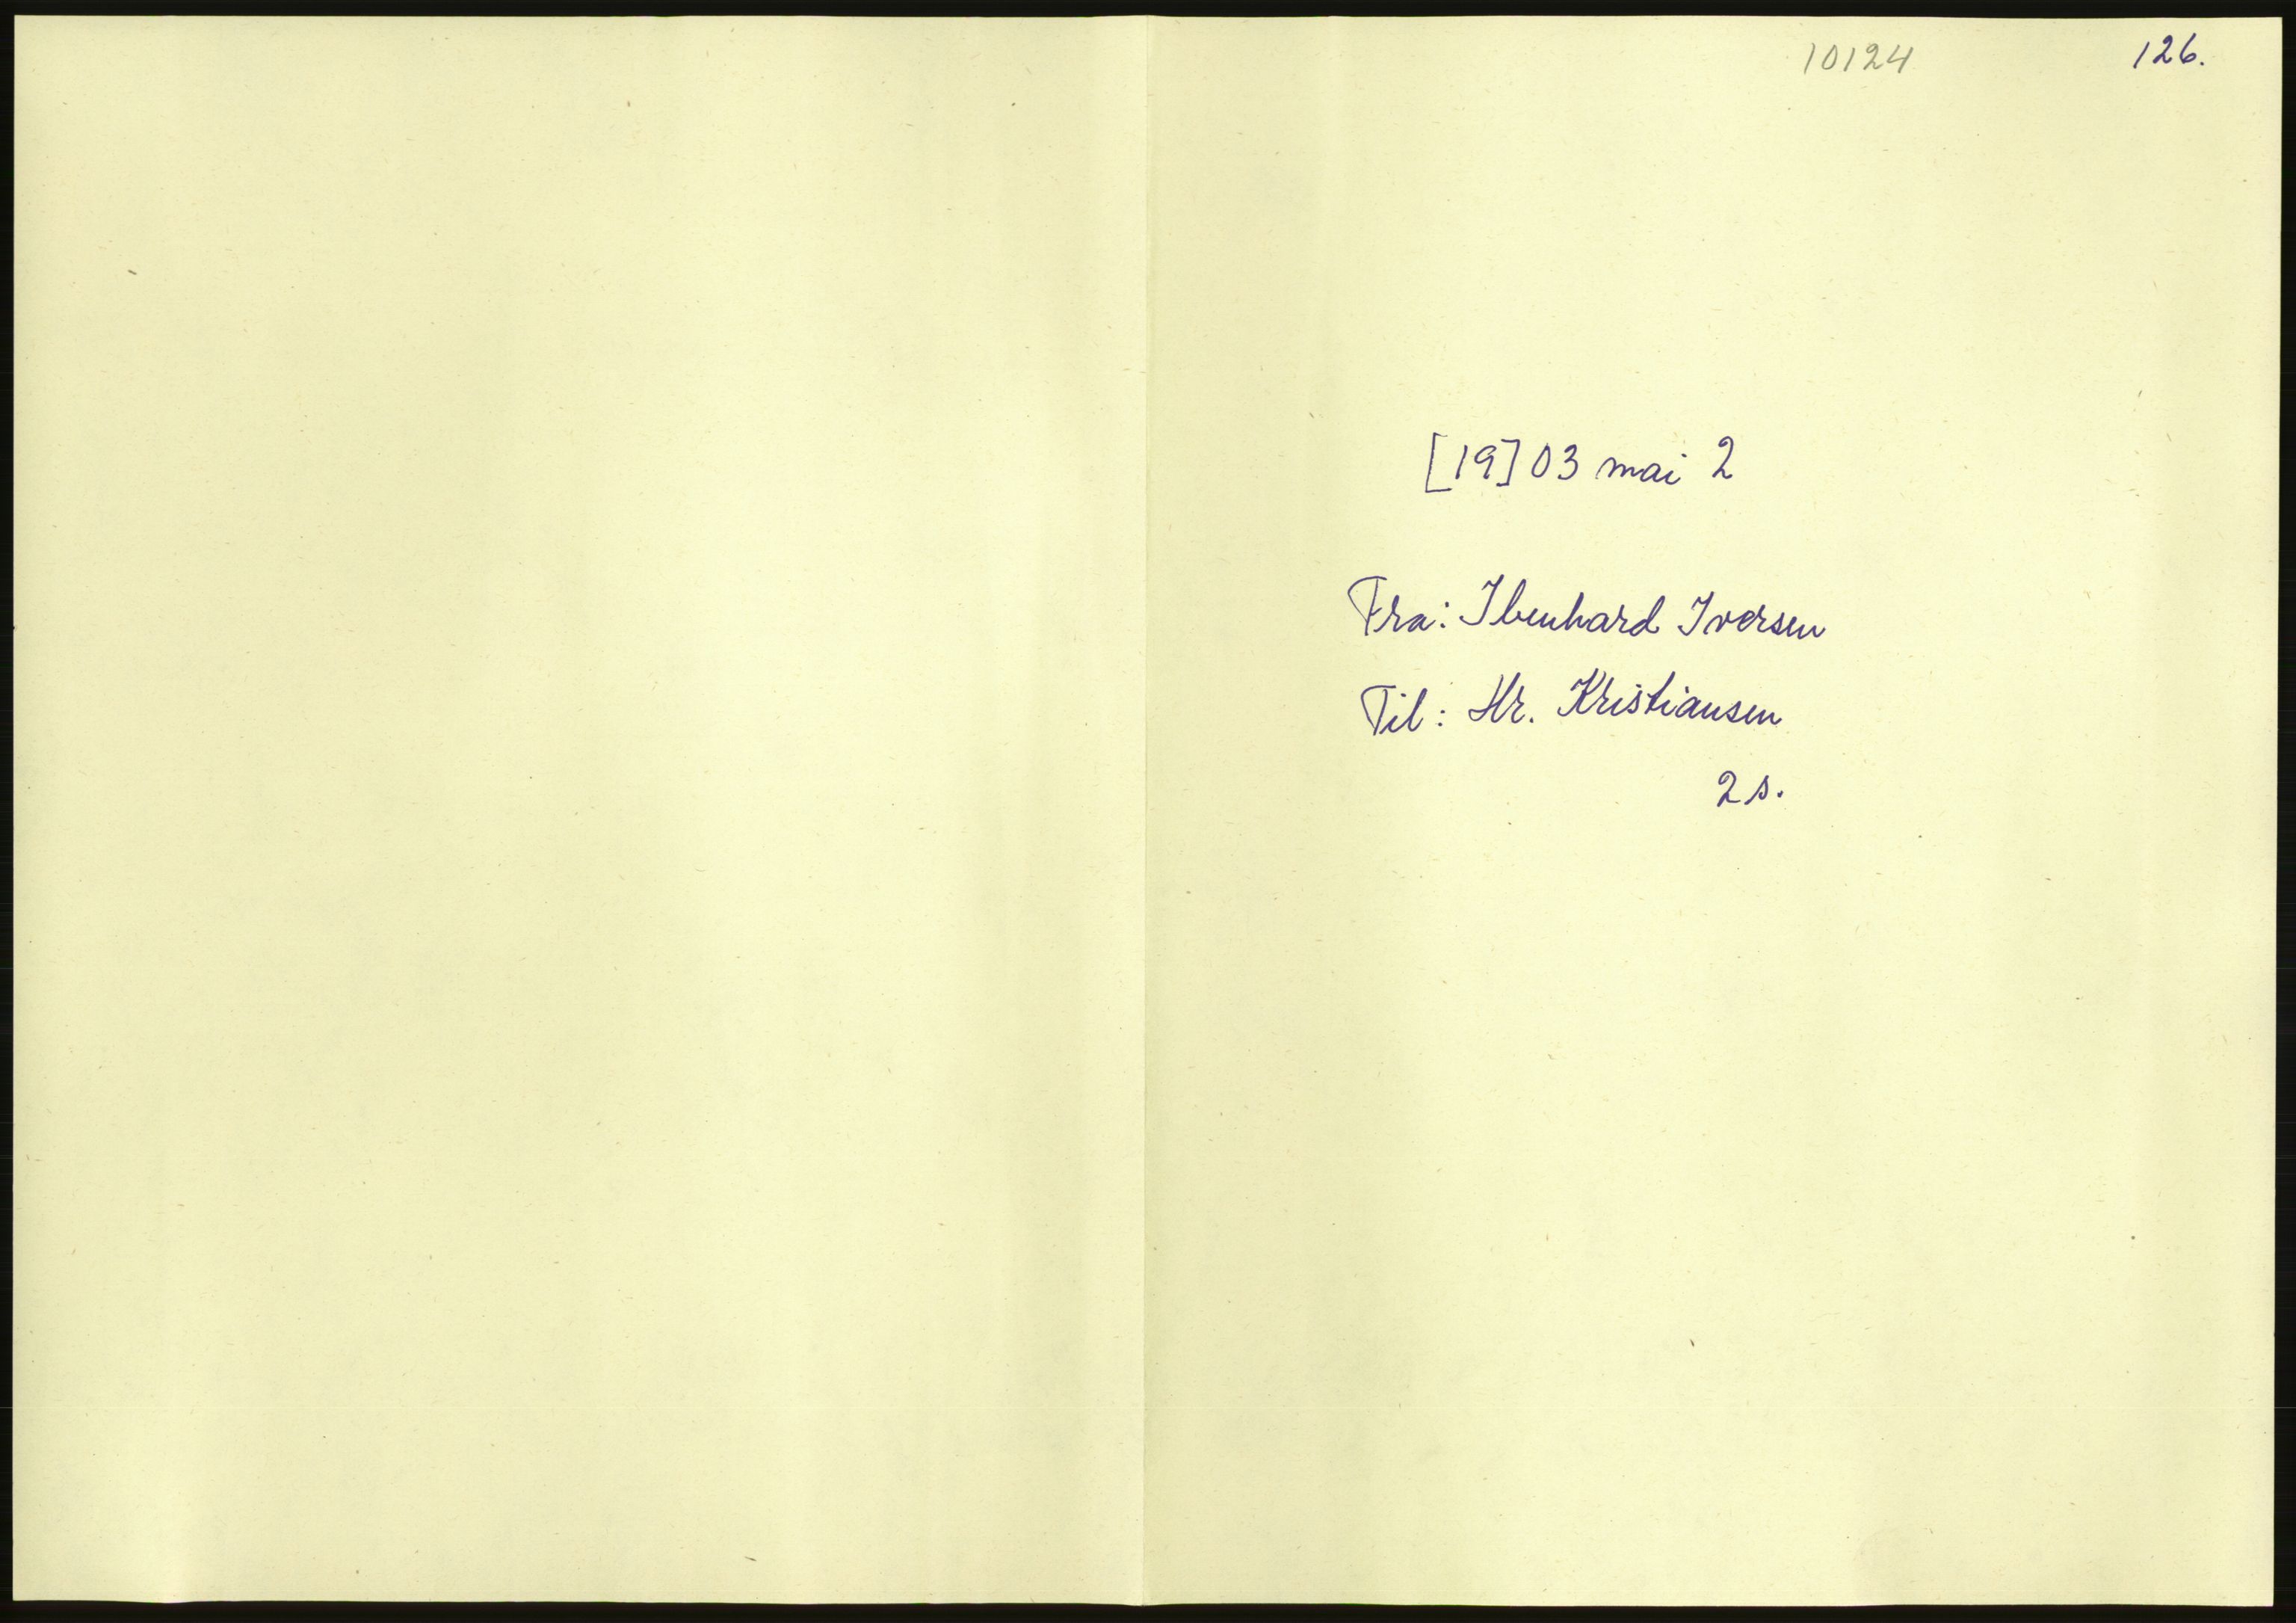 10124
126.
[19] 03 mai 2
Fra: Ibenhard Iversen
Til: Hr. Kristiansen
2 s.